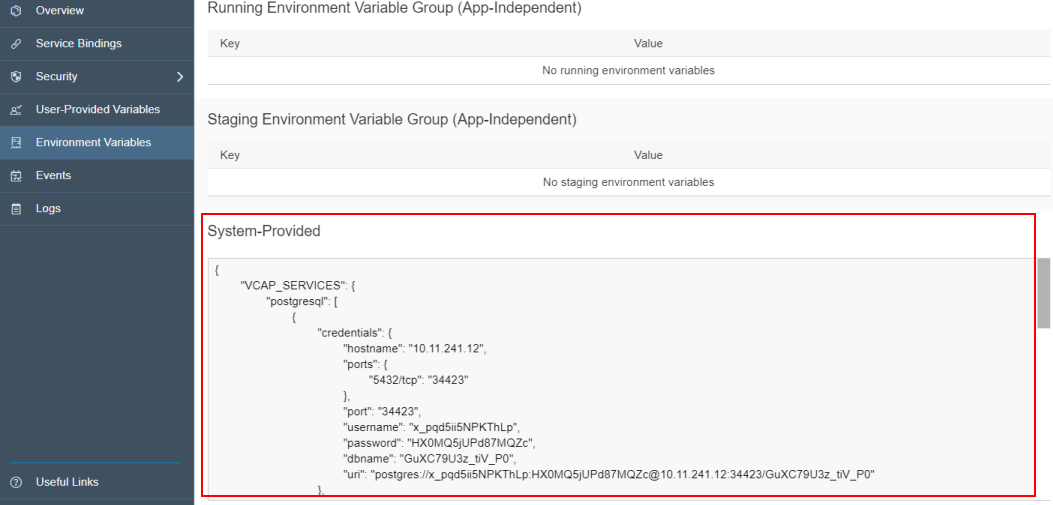 Overview
Service Bindings
Security
User-Provided Variables
Environment Variables
Events
Logs
Useful Links
Running Environment Variable Group (App-Independent)
Key Value
No running environment variables
Staging Environment Variable Group (App-Independent)
Key Value
No staging environment variables
System-Provided
{
"VCAP_SERVICES": {
"postgresql": [
{
"credentials": {
"hostname": "10.11.241.12",
"ports": {
"5432/tcp": "34423"
},
"port": "34423",
"username": "x_pqd5ii5NPKThLp",
"password": "HX0MQ5jUPd87MQZc",
"dbname": "GuXC79U3z_tiV_P0",
"uri": "postgres://x_pqd5ii5NPKThLp:HX0MQ5jUPd87MQZc@10.11.241.12:34423/GuXC79U3z_tiV_P0"
},